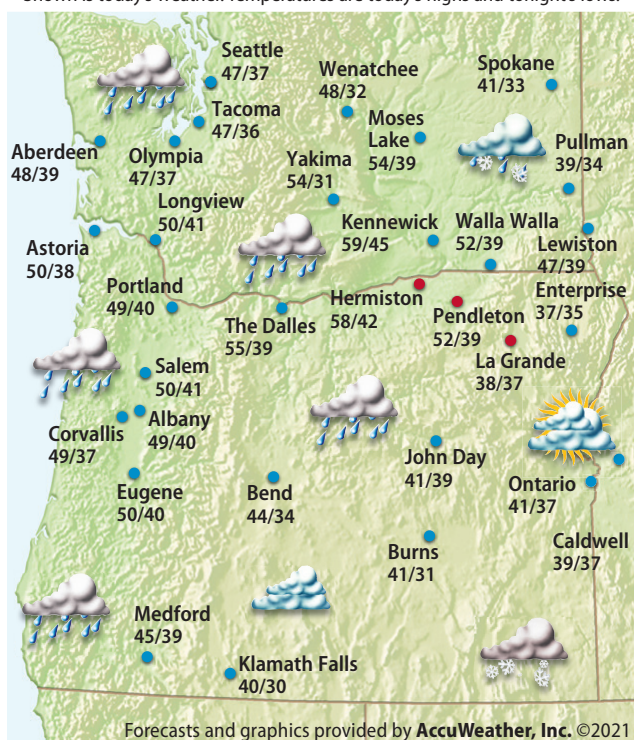 Shown is today's weather. Temperatures are today's highs and tonight's lows.
Seattle
47/37
Wenatchee
48/32
Spokane
41/33
Tacoma
47/36
Moses
Lake
54/39
Pullman
39/34
Aberdeen
48/39
Olympia
47/37
Yakima
54/31
Longview
50/41
Kennewick
59/45
Walla Walla
52/39
Lewiston
47/39
Astoria
50/38
Portland
49/40
The Dalles
55/39
Hermiston
58/42
Pendleton
52/39
Enterprise
37/35
La Grande
38/37
Salem
50/41
Albany
49/40
Corvallis
49/37
Eugene
50/40
Bend
44/34
John Day
41/39
Ontario
41/37
Burns
41/31
Caldwell
39/37
Medford
45/39
Klamath Falls
40/30
Forecasts and graphics provided by AccuWeather, Inc. ©2021